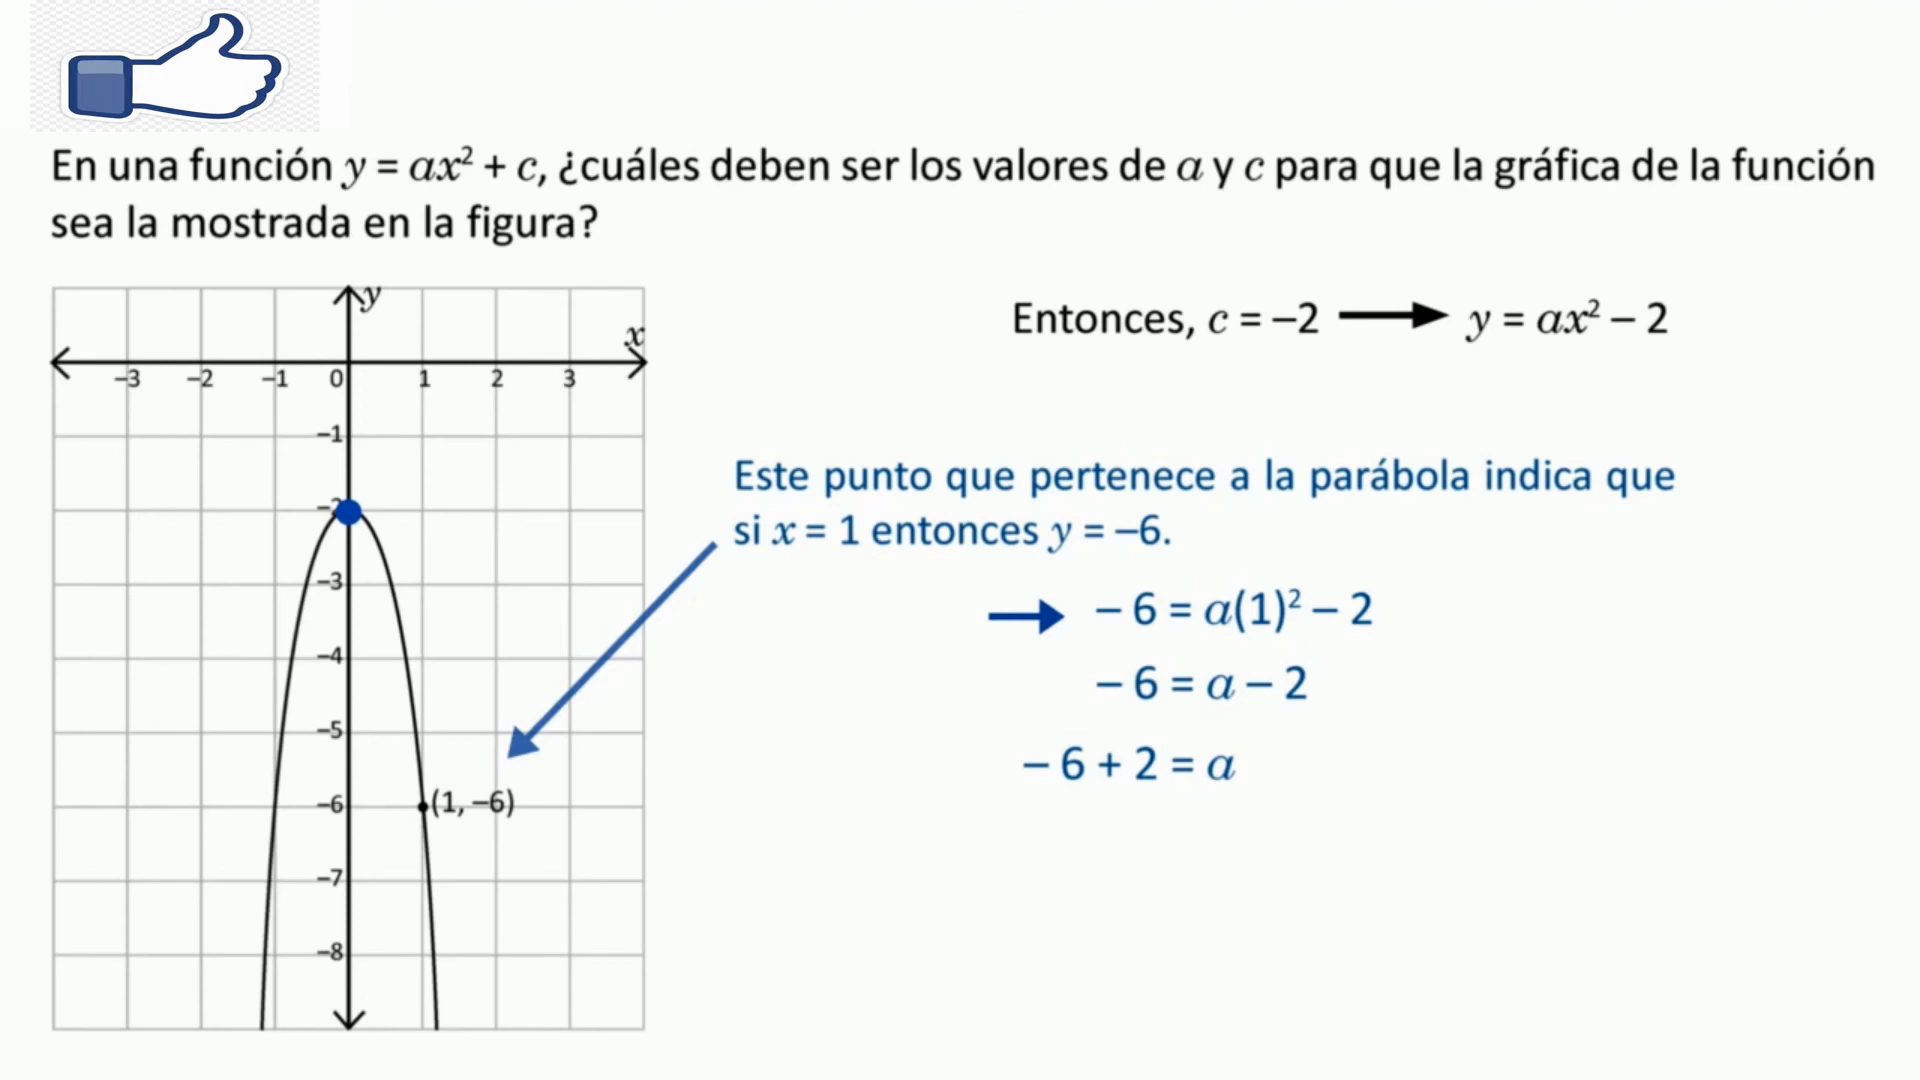 En una función y = ax² + c, ¿cuáles deben ser los valores de a y c para que la gráfica de la función
sea la mostrada en la figura?
y
x
–3 –2 –1 0 1 2 3
–1
–2
–3
–4
–5
–6
(1, –6)
–7
–8
Entonces, c = –2 ⟶ y = ax² – 2
Este punto que pertenece a la parábola indica que
si x = 1 entonces y = –6.
– 6 = a(1)² – 2
– 6 = a – 2
– 6 + 2 = a